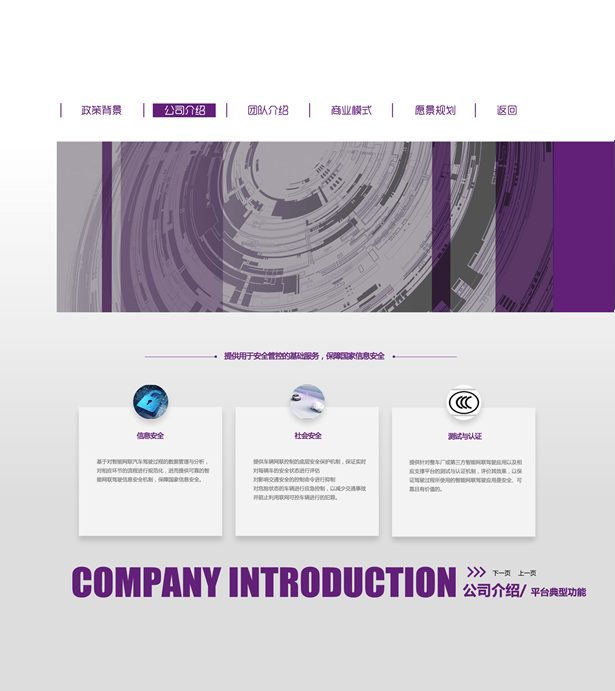 政策背景 公司介绍 团队介绍 商业模式 愿景规划 返回
提供用于安全管控的基础服务，保障国家信息安全
信息安全
基于对智能网联汽车驾驶过程的数据管理与分析，
对相应环节的流程进行规范化，进而提供可靠的智
能网联驾驶信息安全机制，保障国家信息安全。
社会安全
提供车辆网联控制的底层安全保护机制，保证实时
对每辆车的安全状态进行评估
对影响交通安全的控制命令进行抑制
对危险状态的车辆进行应急控制，以减少交通事故
并阻止利用联网可控车辆进行的犯罪。
CCC
测试与认证
提供针对整车厂或第三方智能网联驾驶应用以及相
应支撑平台的测试与认证机制，评价其效果，以保
证驾驶过程所使用的智能网联驾驶应用是安全、可
靠且有价值的。
COMPANY INTRODUCTION
下一页 上一页
公司介绍/ 平台典型功能